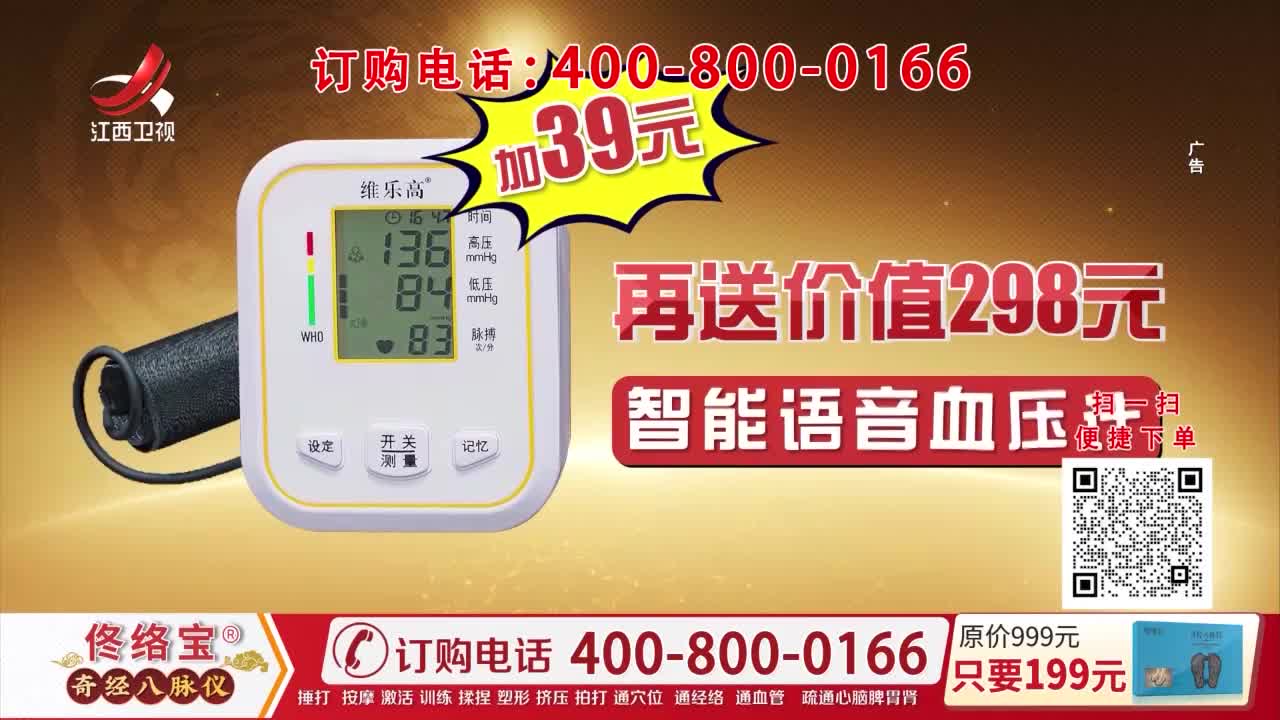 订购电话:400-800-0166
江西卫视
广告
加39元
维乐高®
时间
136
高压
mmHg
84
低压
mmHg
83
脉搏
次/分
WHO
设定
开关
测量
记忆
再送价值298元
智能语音血压计
扫一扫
便捷下单
佟络宝®
奇经八脉仪
订购电话 400-800-0166
捶打 按摩 激活 训练 揉捏 塑形 挤压 拍打 通穴位 通经络 通血管 疏通心脑脾胃肾
原价999元
只要199元